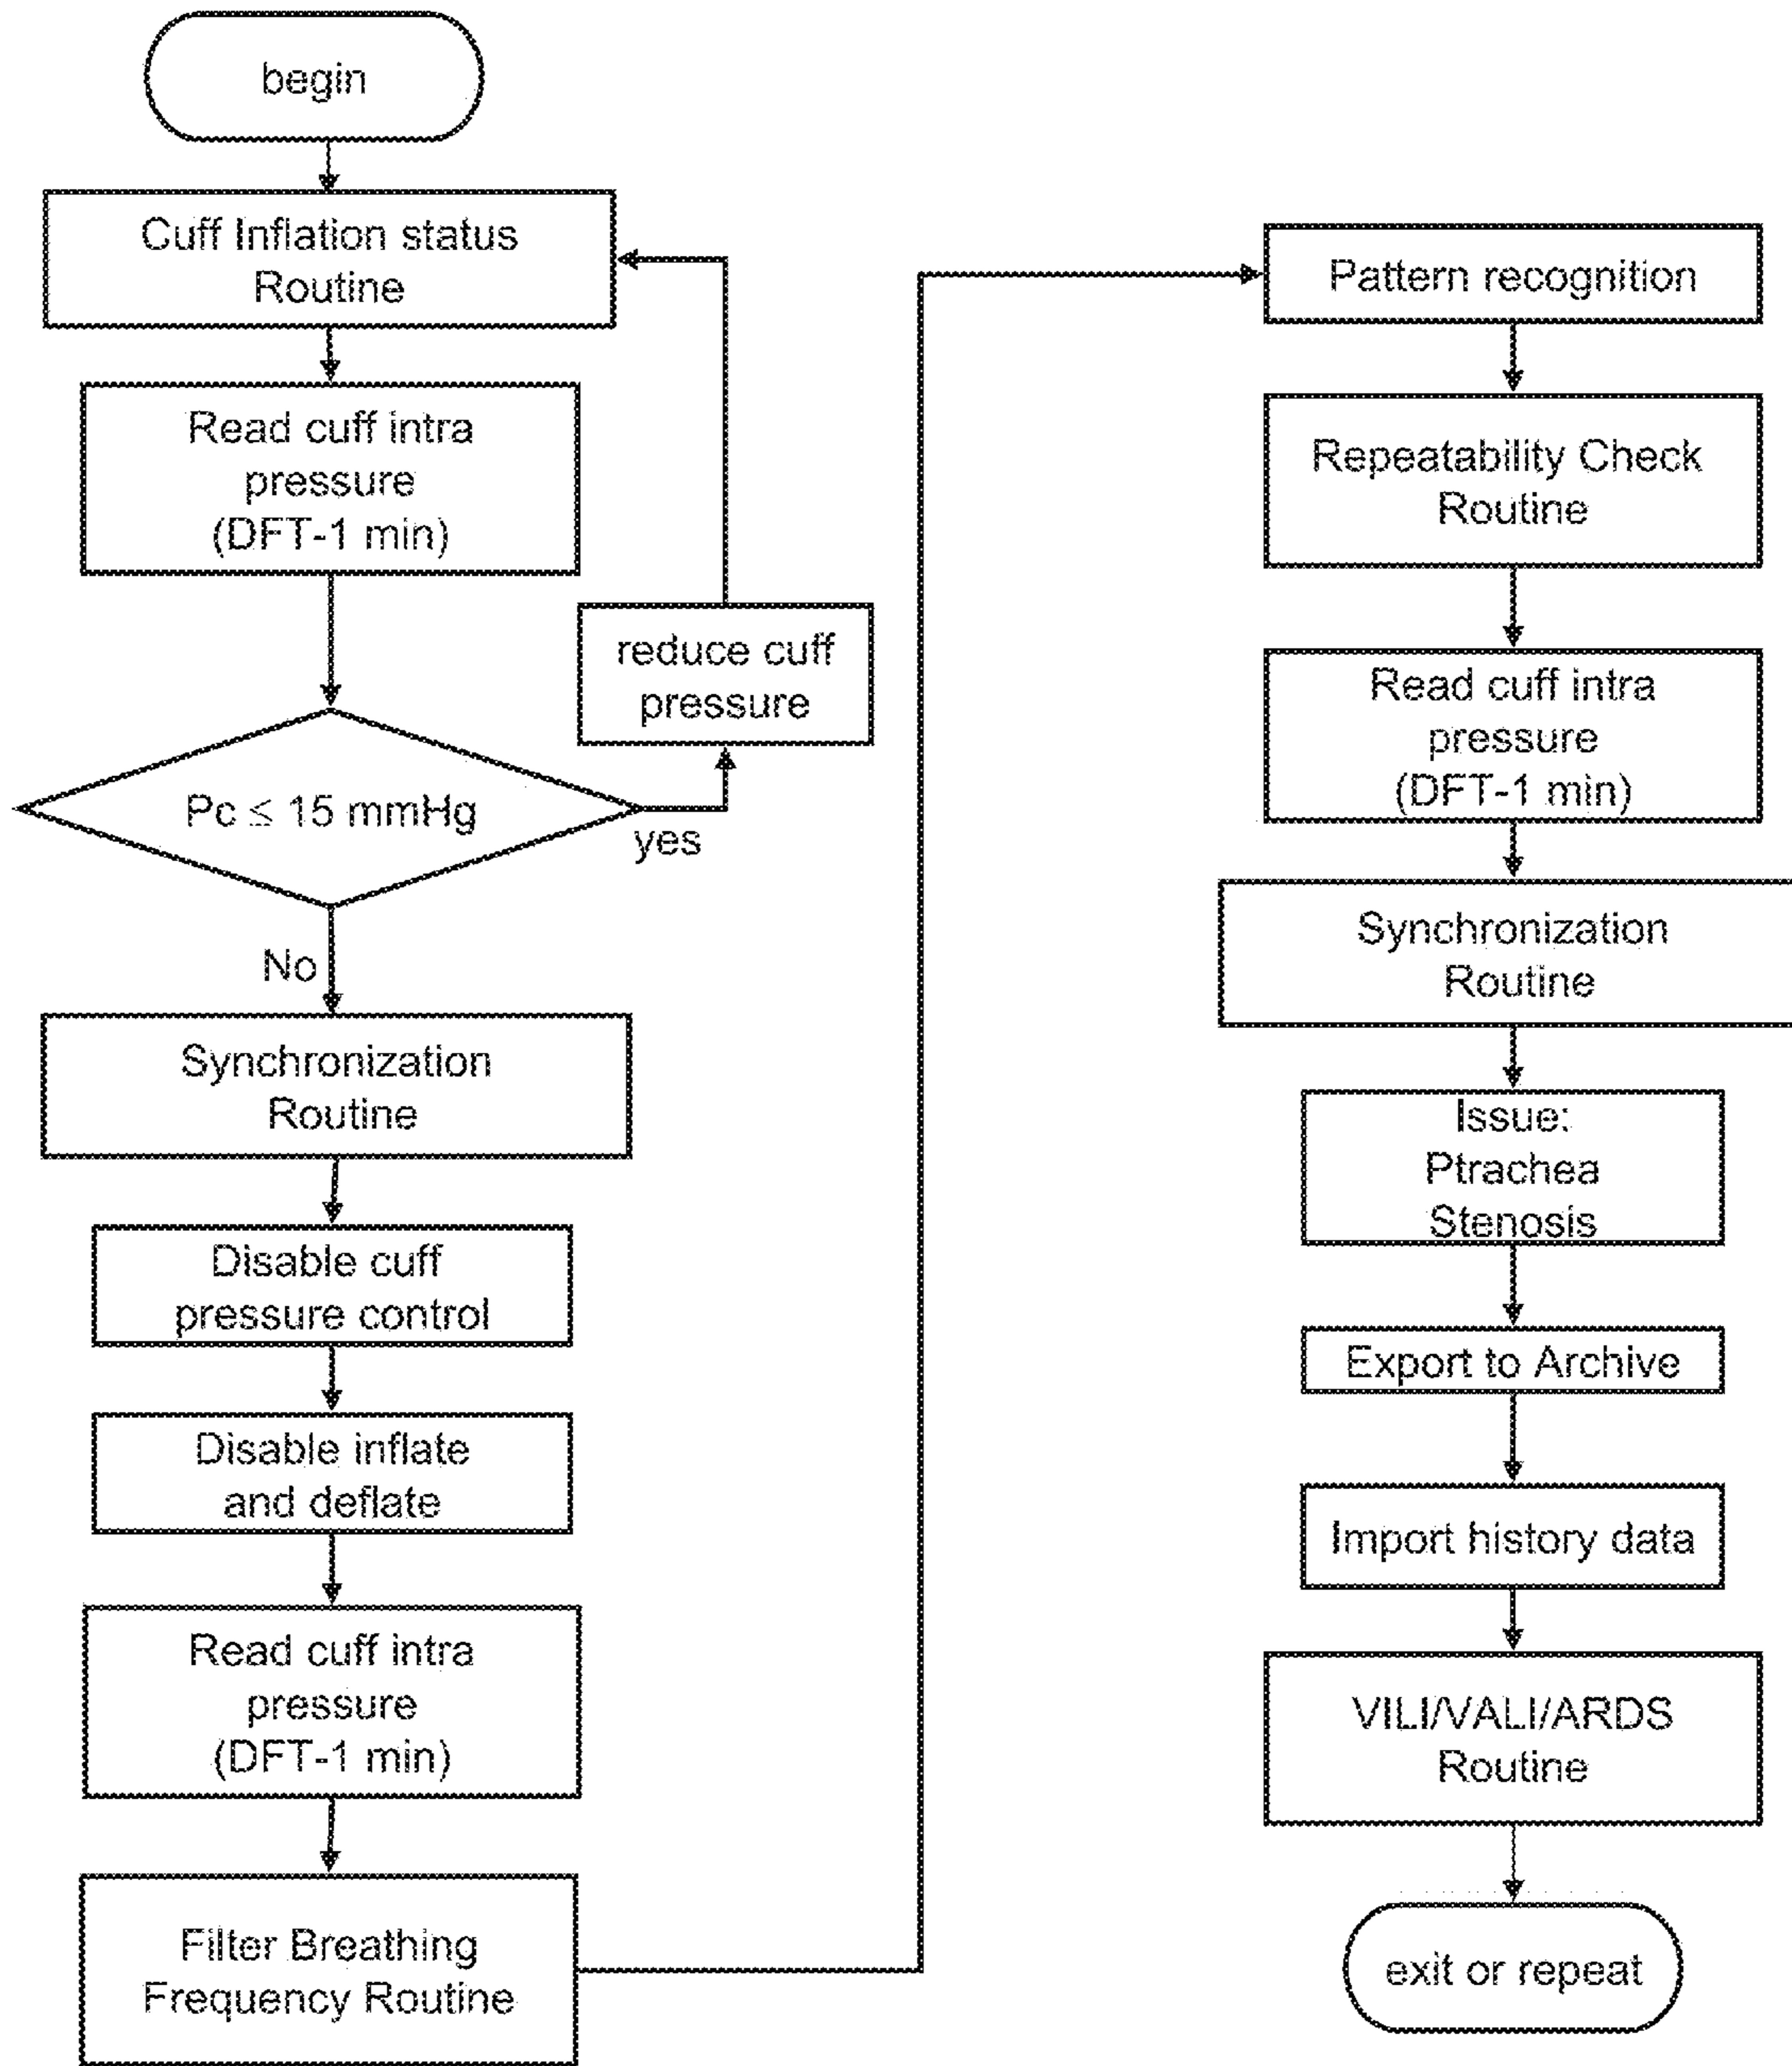 begin
Cuff Inflation status
Routine
Read cuff intra
pressure
(DFT-1 min)
reduce cuff
pressure
Pc ≤ 15 mmHg
yes
No
Synchronization
Routine
Disable cuff
pressure control
Disable inflate
and deflate
Read cuff intra
pressure
(DFT-1 min)
Filter Breathing
Frequency Routine
Pattern recognition
Repeatability Check
Routine
Read cuff intra
pressure
(DFT-1 min)
Synchronization
Routine
Issue:
Ptrachea
Stenosis
Export to Archive
Import history data
VILI/VALI/ARDS
Routine
exit or repeat